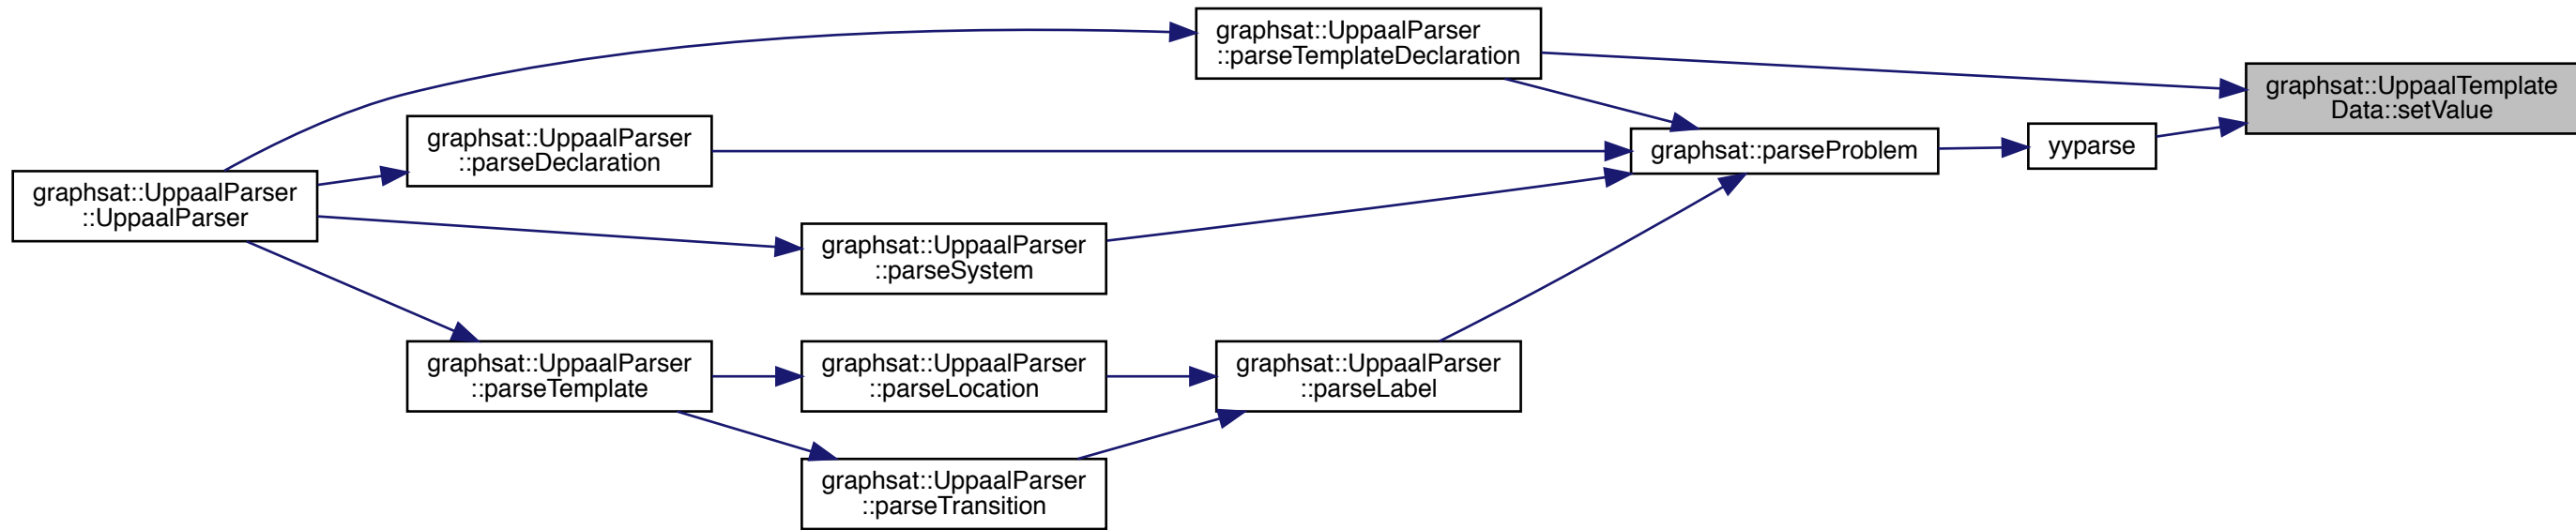 graphsat::UppaalParser
::parseTemplateDeclaration
graphsat::UppaalTemplate
Data::setValue
graphsat::UppaalParser
::parseDeclaration
graphsat::parseProblem
yyparse
graphsat::UppaalParser
::UppaalParser
graphsat::UppaalParser
::parseSystem
graphsat::UppaalParser
::parseTemplate
graphsat::UppaalParser
::parseLocation
graphsat::UppaalParser
::parseLabel
graphsat::UppaalParser
::parseTransition